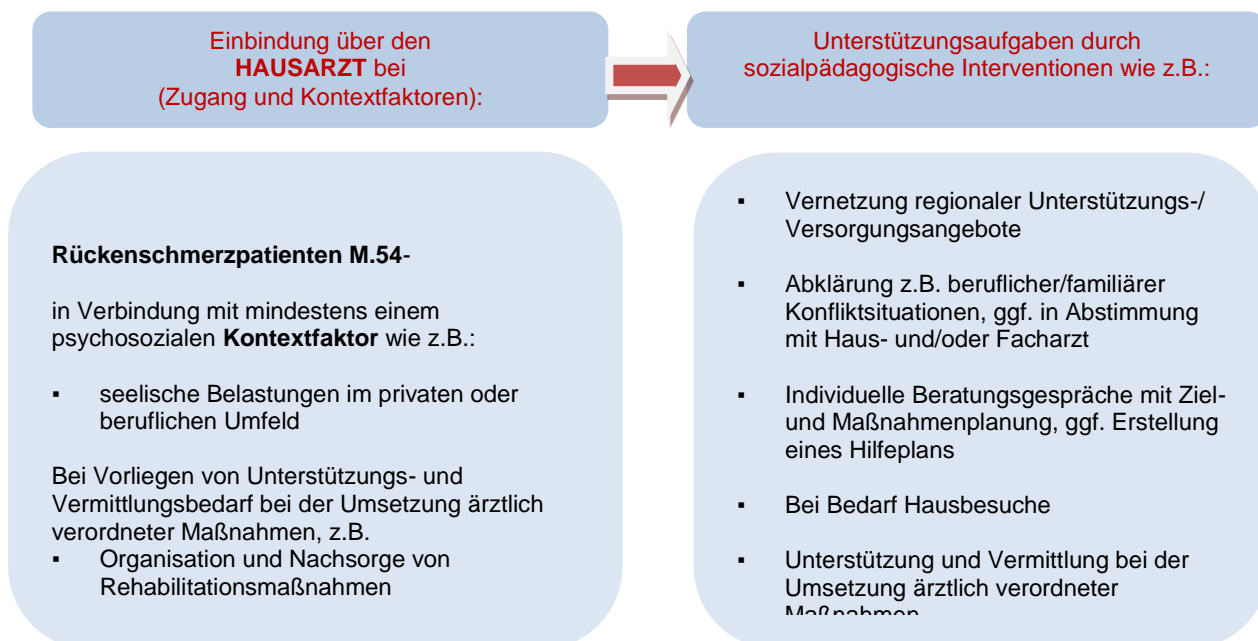 Einbindung über den
HAUSARZT bei
(Zugang und Kontextfaktoren):
Unterstützungsaufgaben durch
sozialpädagogische Interventionen wie z.B.:
Rückenschmerzpatienten M.54-
in Verbindung mit mindestens einem
psychosozialen Kontextfaktor wie z.B.:
▪ seelische Belastungen im privaten oder
beruflichen Umfeld
Bei Vorliegen von Unterstützungs- und
Vermittlungsbedarf bei der Umsetzung ärztlich
verordneter Maßnahmen, z.B.
▪ Organisation und Nachsorge von
Rehabilitationsmaßnahmen
▪ Vernetzung regionaler Unterstützungs-/
Versorgungsangebote
▪ Abklärung z.B. beruflicher/familiärer
Konfliktsituationen, ggf. in Abstimmung
mit Haus- und/oder Facharzt
▪ Individuelle Beratungsgespräche mit Ziel-
und Maßnahmenplanung, ggf. Erstellung
eines Hilfeplans
▪ Bei Bedarf Hausbesuche
▪ Unterstützung und Vermittlung bei der
Umsetzung ärztlich verordneter
Maßnahmen